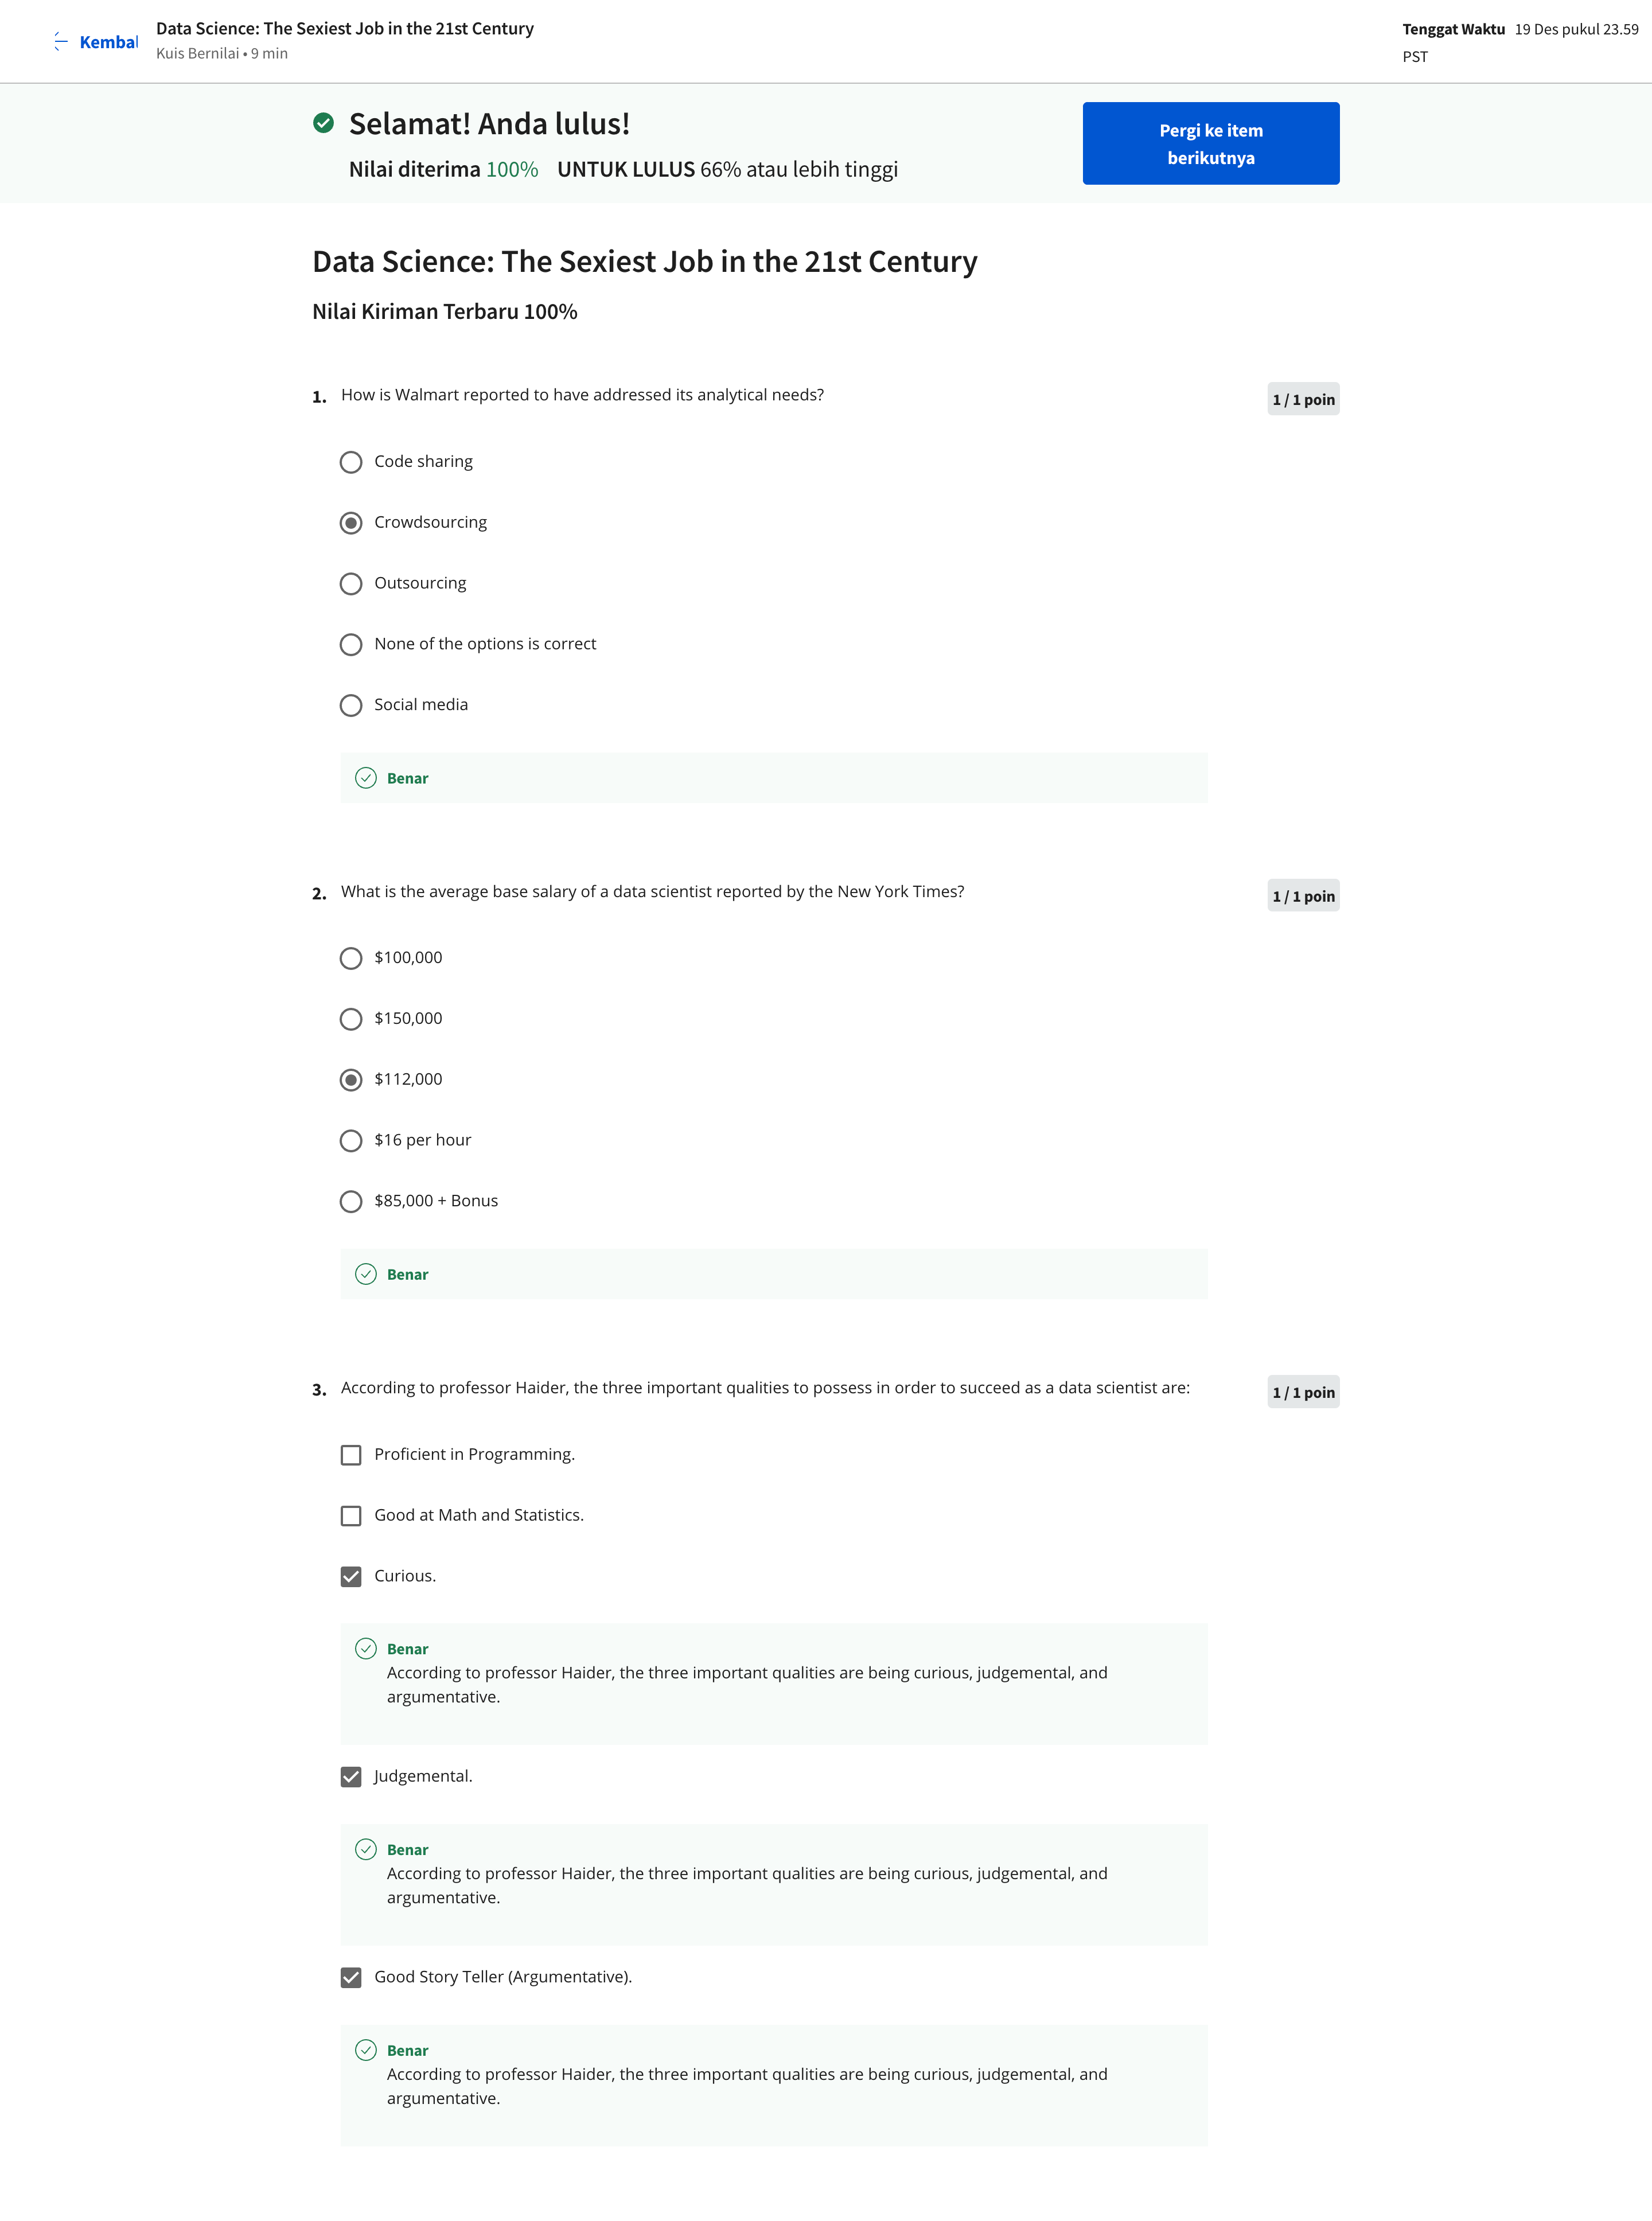 Kembal
Data Science: The Sexiest Job in the 21st Century
Kuis Bernilai • 9 min
Tenggat Waktu 19 Des pukul 23.59
PST
Selamat! Anda lulus!
Nilai diterima 100% UNTUK LULUS 66% atau lebih tinggi
Pergi ke item
berikutnya
Data Science: The Sexiest Job in the 21st Century
Nilai Kiriman Terbaru 100%
1. How is Walmart reported to have addressed its analytical needs?
1 / 1 poin
Code sharing
Crowdsourcing
Outsourcing
None of the options is correct
Social media
Benar
2. What is the average base salary of a data scientist reported by the New York Times?
1 / 1 poin
$100,000
$150,000
$112,000
$16 per hour
$85,000 + Bonus
Benar
3. According to professor Haider, the three important qualities to possess in order to succeed as a data scientist are:
1 / 1 poin
Proficient in Programming.
Good at Math and Statistics.
Curious.
Benar
According to professor Haider, the three important qualities are being curious, judgemental, and
argumentative.
Judgemental.
Benar
According to professor Haider, the three important qualities are being curious, judgemental, and
argumentative.
Good Story Teller (Argumentative).
Benar
According to professor Haider, the three important qualities are being curious, judgemental, and
argumentative.